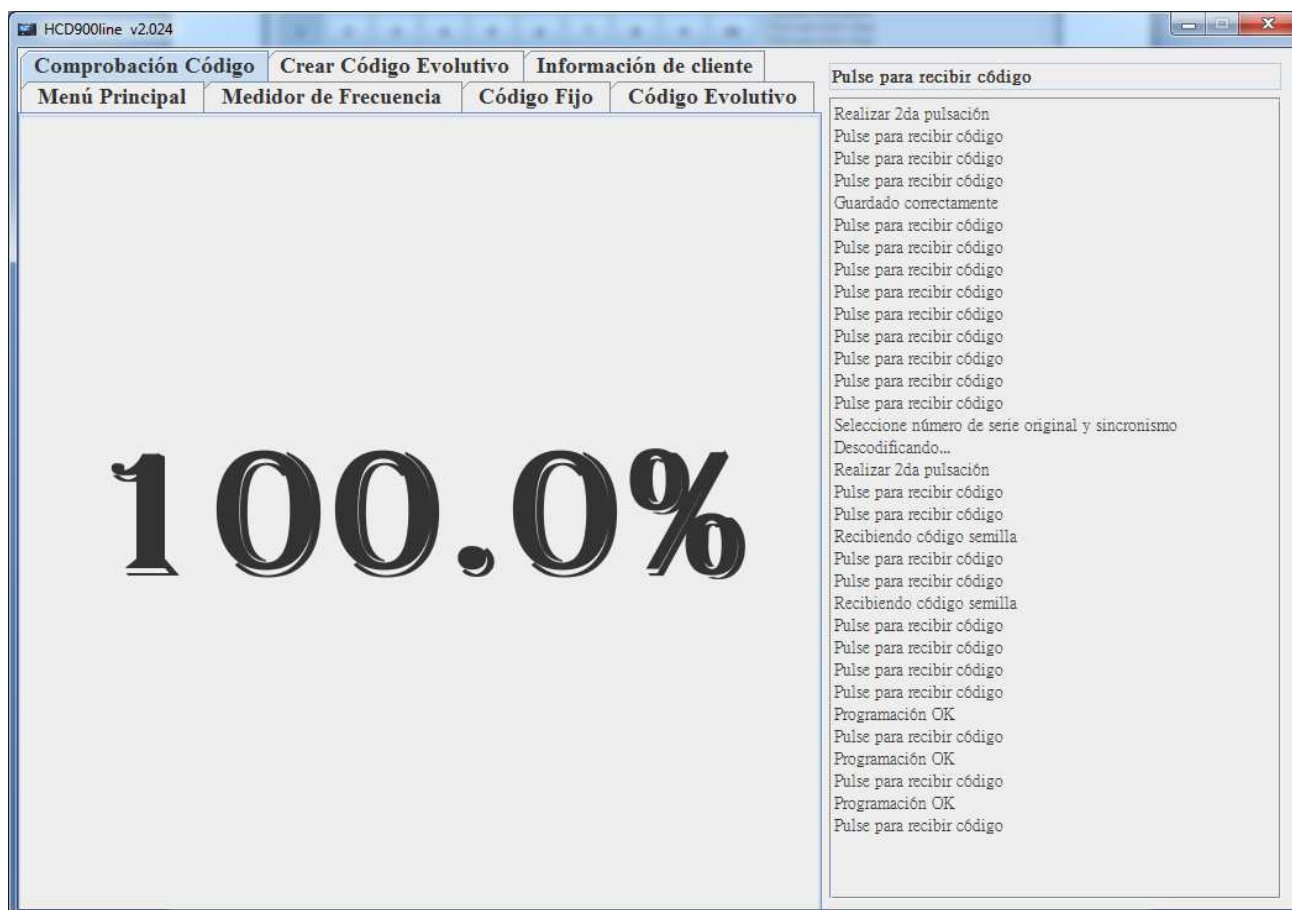 HCD900line v2.024
Comprobación Código Crear Código Evolutivo Información de cliente
Menú Principal Medidor de Frecuencia Código Fijo Código Evolutivo
100.0%
Pulse para recibir código
Realizar 2da pulsación
Pulse para recibir código
Pulse para recibir código
Pulse para recibir código
Guardado correctamente
Pulse para recibir código
Pulse para recibir código
Pulse para recibir código
Pulse para recibir código
Pulse para recibir código
Pulse para recibir código
Pulse para recibir código
Pulse para recibir código
Pulse para recibir código
Seleccione número de serie original y sincronismo
Descodificando...
Realizar 2da pulsación
Pulse para recibir código
Pulse para recibir código
Recibiendo código semilla
Pulse para recibir código
Pulse para recibir código
Recibiendo código semilla
Pulse para recibir código
Pulse para recibir código
Pulse para recibir código
Pulse para recibir código
Programación OK
Pulse para recibir código
Programación OK
Pulse para recibir código
Programación OK
Pulse para recibir código